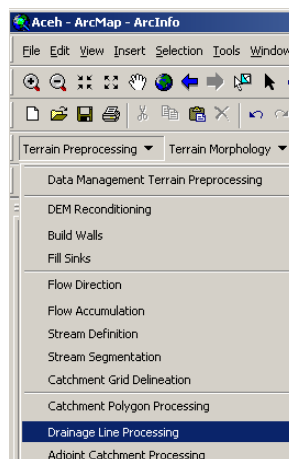 Aceh - ArcMap - ArcInfo
File Edit View Insert Selection Tools Window
Terrain Preprocessing Terrain Morphology
Data Management Terrain Preprocessing
DEM Reconditioning
Build Walls
Fill Sinks
Flow Direction
Flow Accumulation
Stream Definition
Stream Segmentation
Catchment Grid Delineation
Catchment Polygon Processing
Drainage Line Processing
Adjoint Catchment Processing